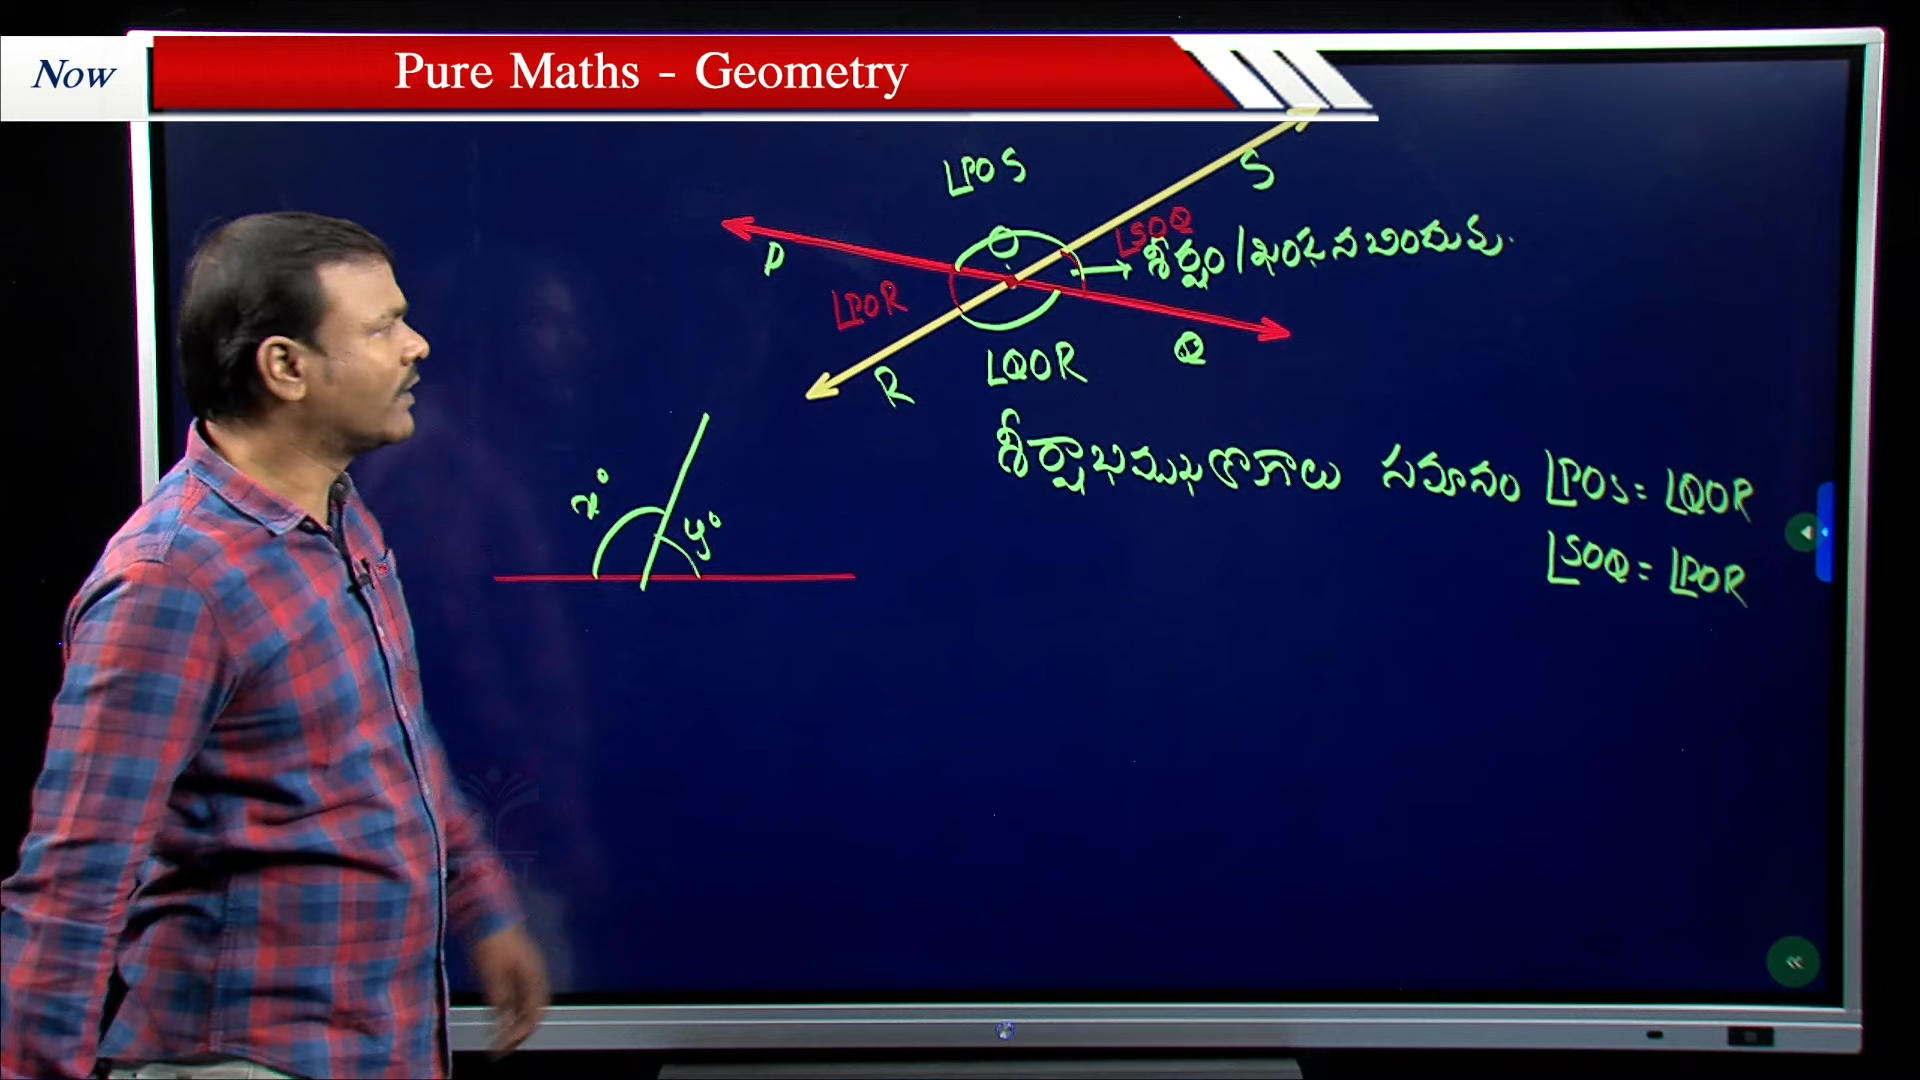 Now
Pure Maths - Geometry
∠POS
S
∠SOQ
P
O
శీర్షం / ఖండన బిందువు.
∠POR
Q
∠QOR
R
శీర్షాభిముఖ కోణాలు సమానం ∠POS = ∠QOR
x° y°
∠SOQ = ∠POR